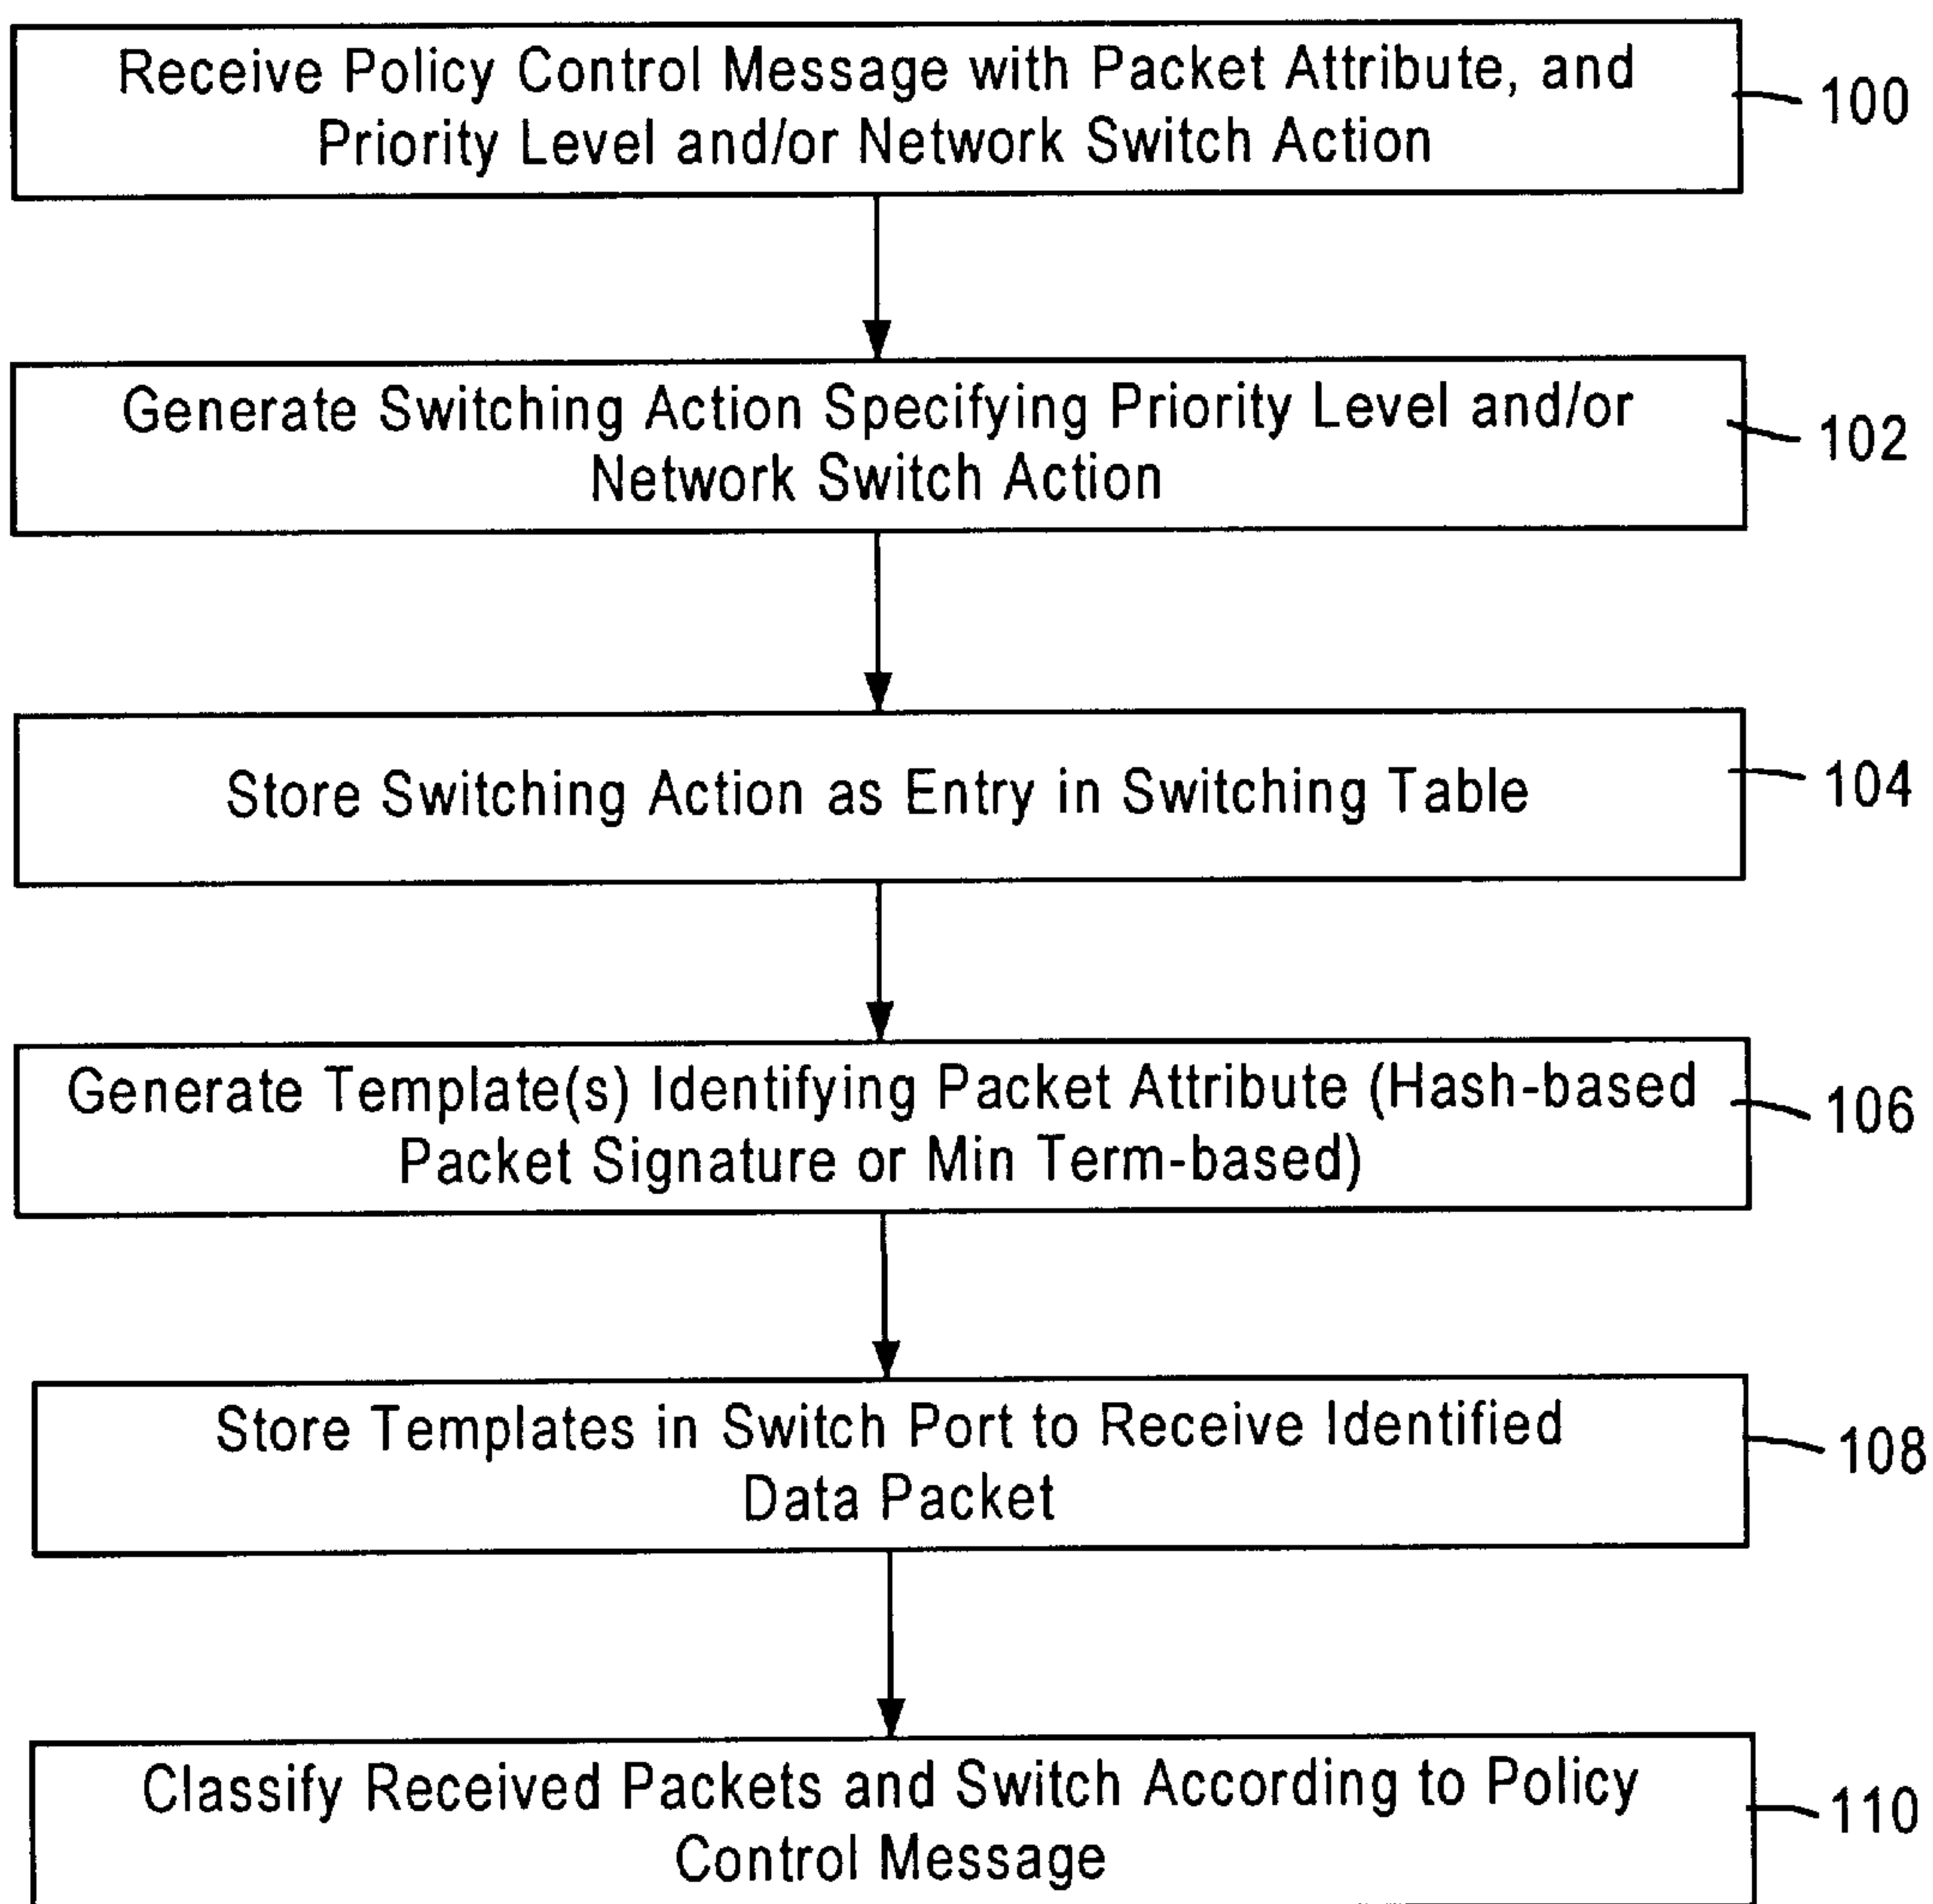 Receive Policy Control Message with Packet Attribute, and
Priority Level and/or Network Switch Action
100
Generate Switching Action Specifying Priority Level and/or
Network Switch Action
102
Store Switching Action as Entry in Switching Table
104
Generate Template(s) Identifying Packet Attribute (Hash-based
Packet Signature or Min Term-based)
106
Store Templates in Switch Port to Receive Identified
Data Packet
108
Classify Received Packets and Switch According to Policy
Control Message
110